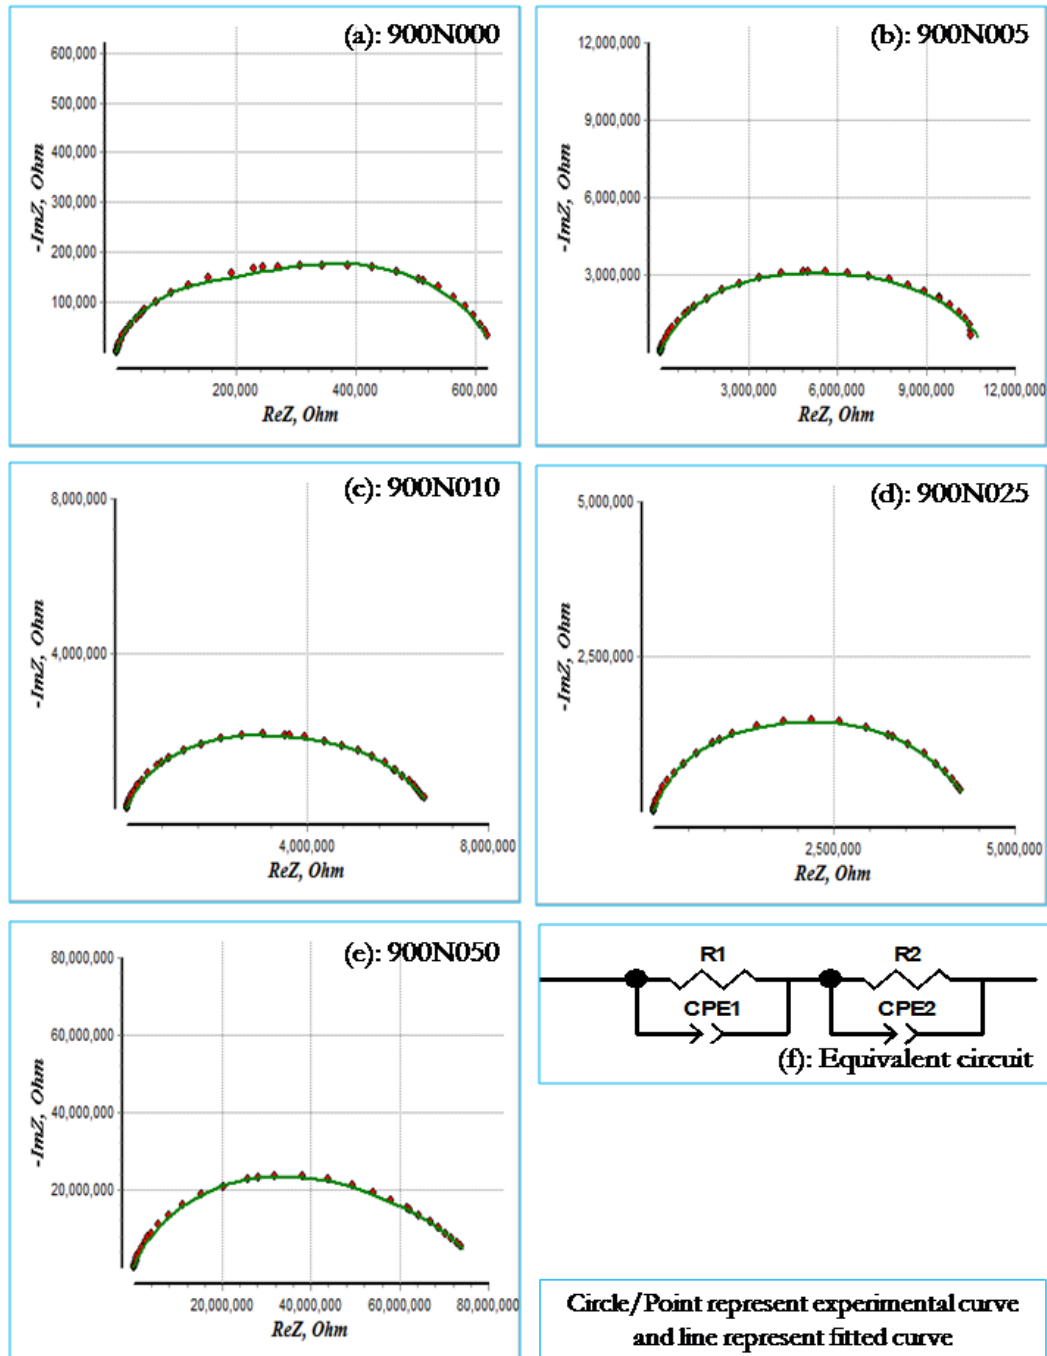 (a): 900N000
600,000
500,000
400,000
300,000
200,000
100,000
-ImZ, Ohm
200,000 400,000 600,000
ReZ, Ohm
(b): 900N005
12,000,000
9,000,000
6,000,000
3,000,000
-ImZ, Ohm
3,000,000 6,000,000 9,000,000 12,000,000
ReZ, Ohm
(c): 900N010
8,000,000
4,000,000
-ImZ, Ohm
4,000,000 8,000,000
ReZ, Ohm
(d): 900N025
5,000,000
2,500,000
-ImZ, Ohm
2,500,000 5,000,000
ReZ, Ohm
(e): 900N050
80,000,000
60,000,000
40,000,000
20,000,000
-ImZ, Ohm
20,000,000 40,000,000 60,000,000 80,000,000
ReZ, Ohm
R1 R2
CPE1 CPE2
(f): Equivalent circuit
Circle/Point represent experimental curve
and line represent fitted curve